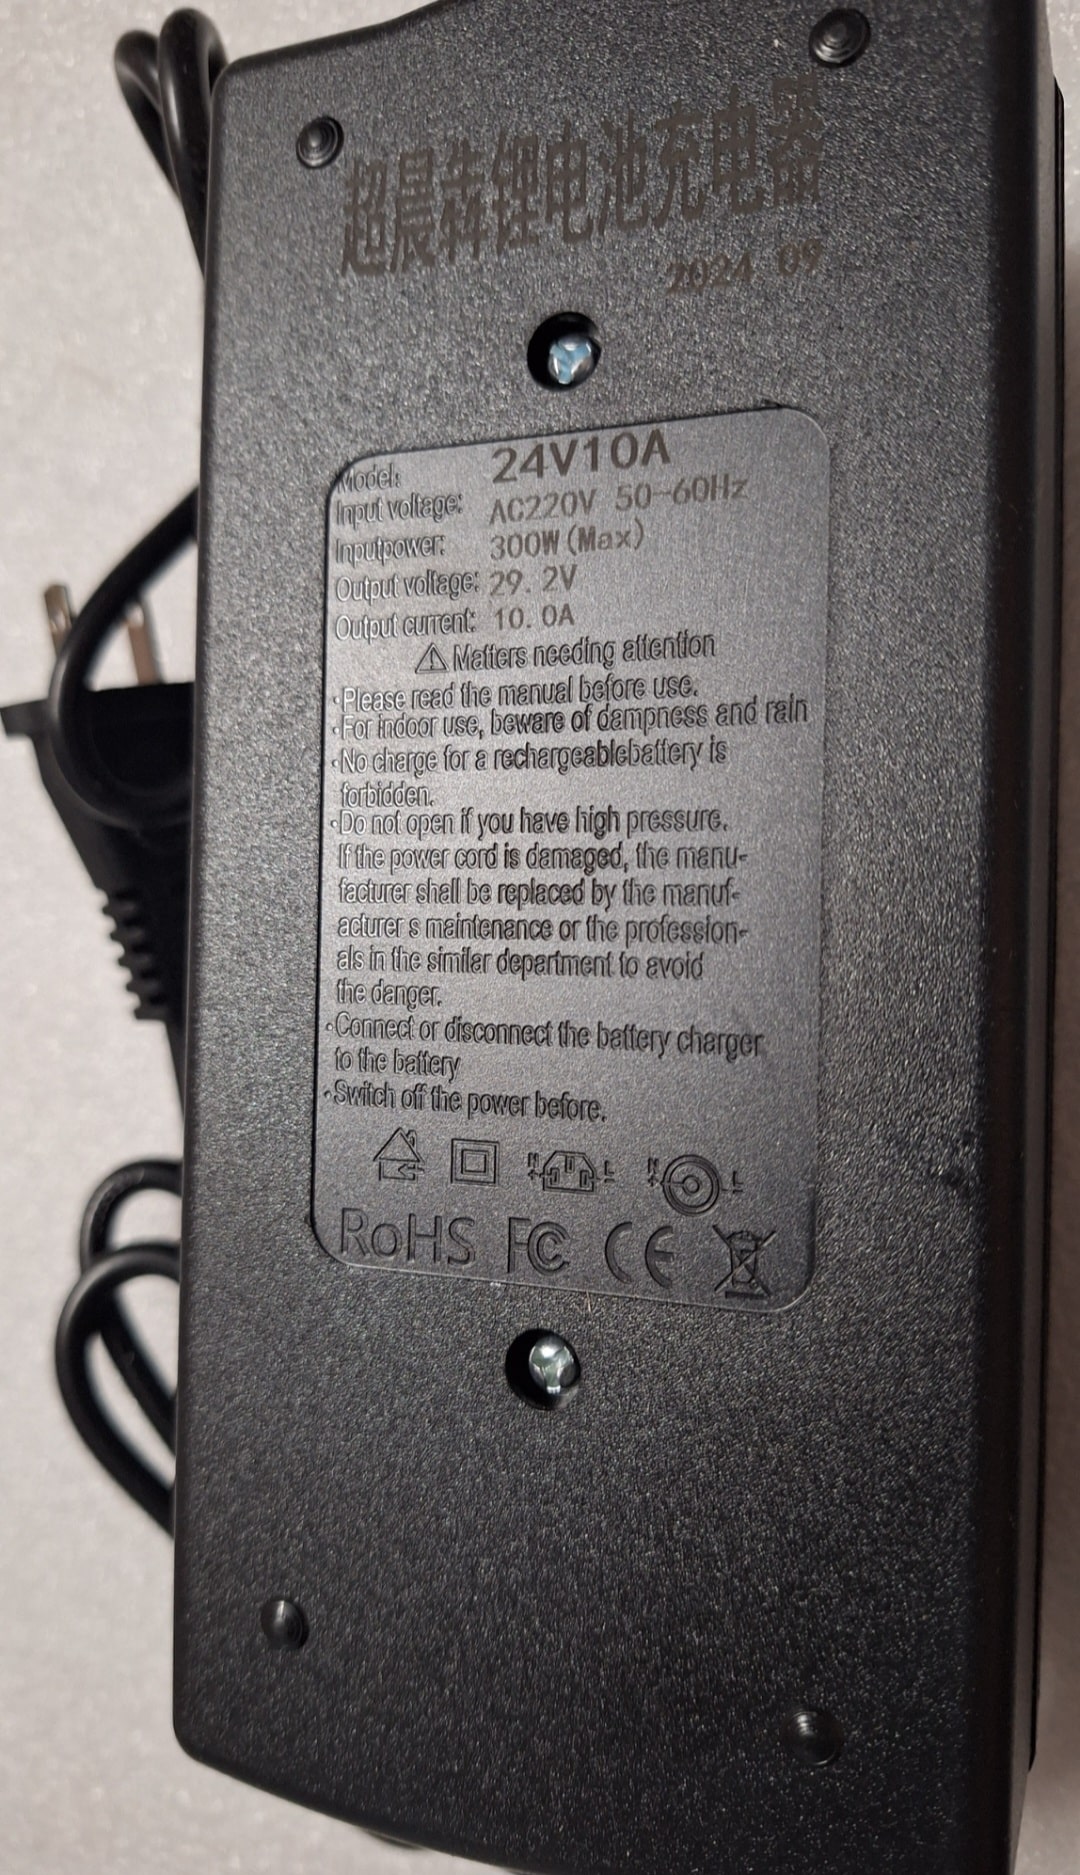 超晨犇锂电池充电器
2024 09
Model: 24V10A
Input voltage: AC220V 50-60Hz
Inputpower: 300W(Max)
Output voltage: 29.2V
Output current: 10.0A
⚠ Matters needing attention
·Please read the manual before use.
·For indoor use, beware of dampness and rain
·No charge for a rechargeablebattery is
forbidden.
·Do not open if you have high pressure.
If the power cord is damaged, the manu-
facturer shall be replaced by the manuf-
acturer s maintenance or the profession-
als in the similar department to avoid
the danger.
·Connect or disconnect the battery charger
to the battery
·Switch off the power before.
N L N L
RoHS FC CE